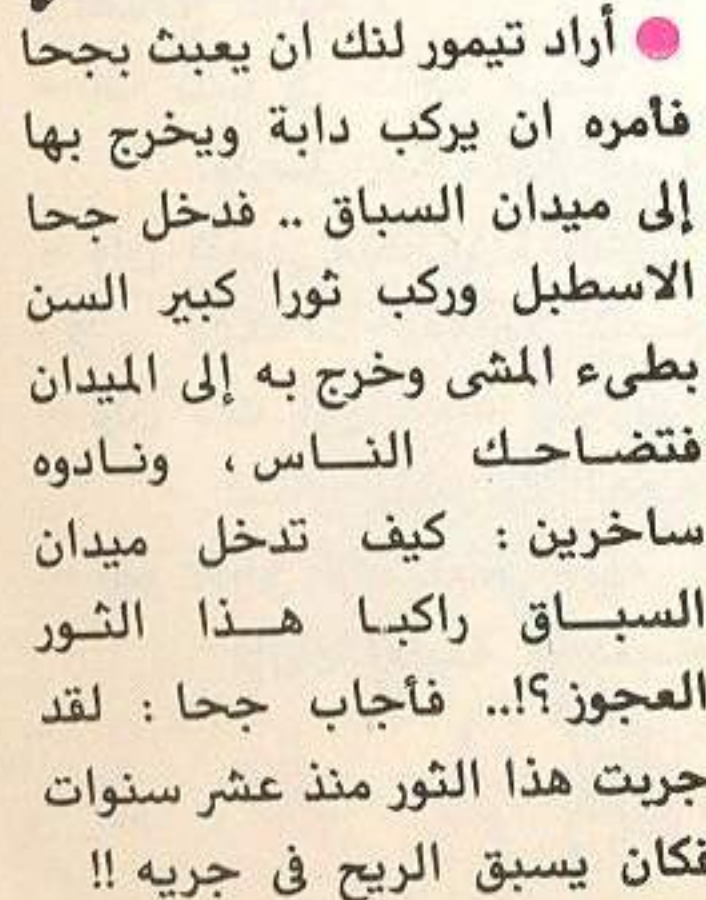 أراد تيمور لنك ان يعبث بجحا
فأمره ان يركب دابة ويخرج بها
إلى ميدان السباق .. فدخل جحا
الاسطبل وركب ثورا كبير السن
بطىء المشى وخرج به إلى الميدان
فتضاحك الناس ، ونادوه
ساخرين : كيف تدخل ميدان
السباق راكبا هذا الثور
العجوز ؟!.. فأجاب جحا : لقد
جربت هذا الثور منذ عشر سنوات
فكان يسبق الريح فى جريه !!